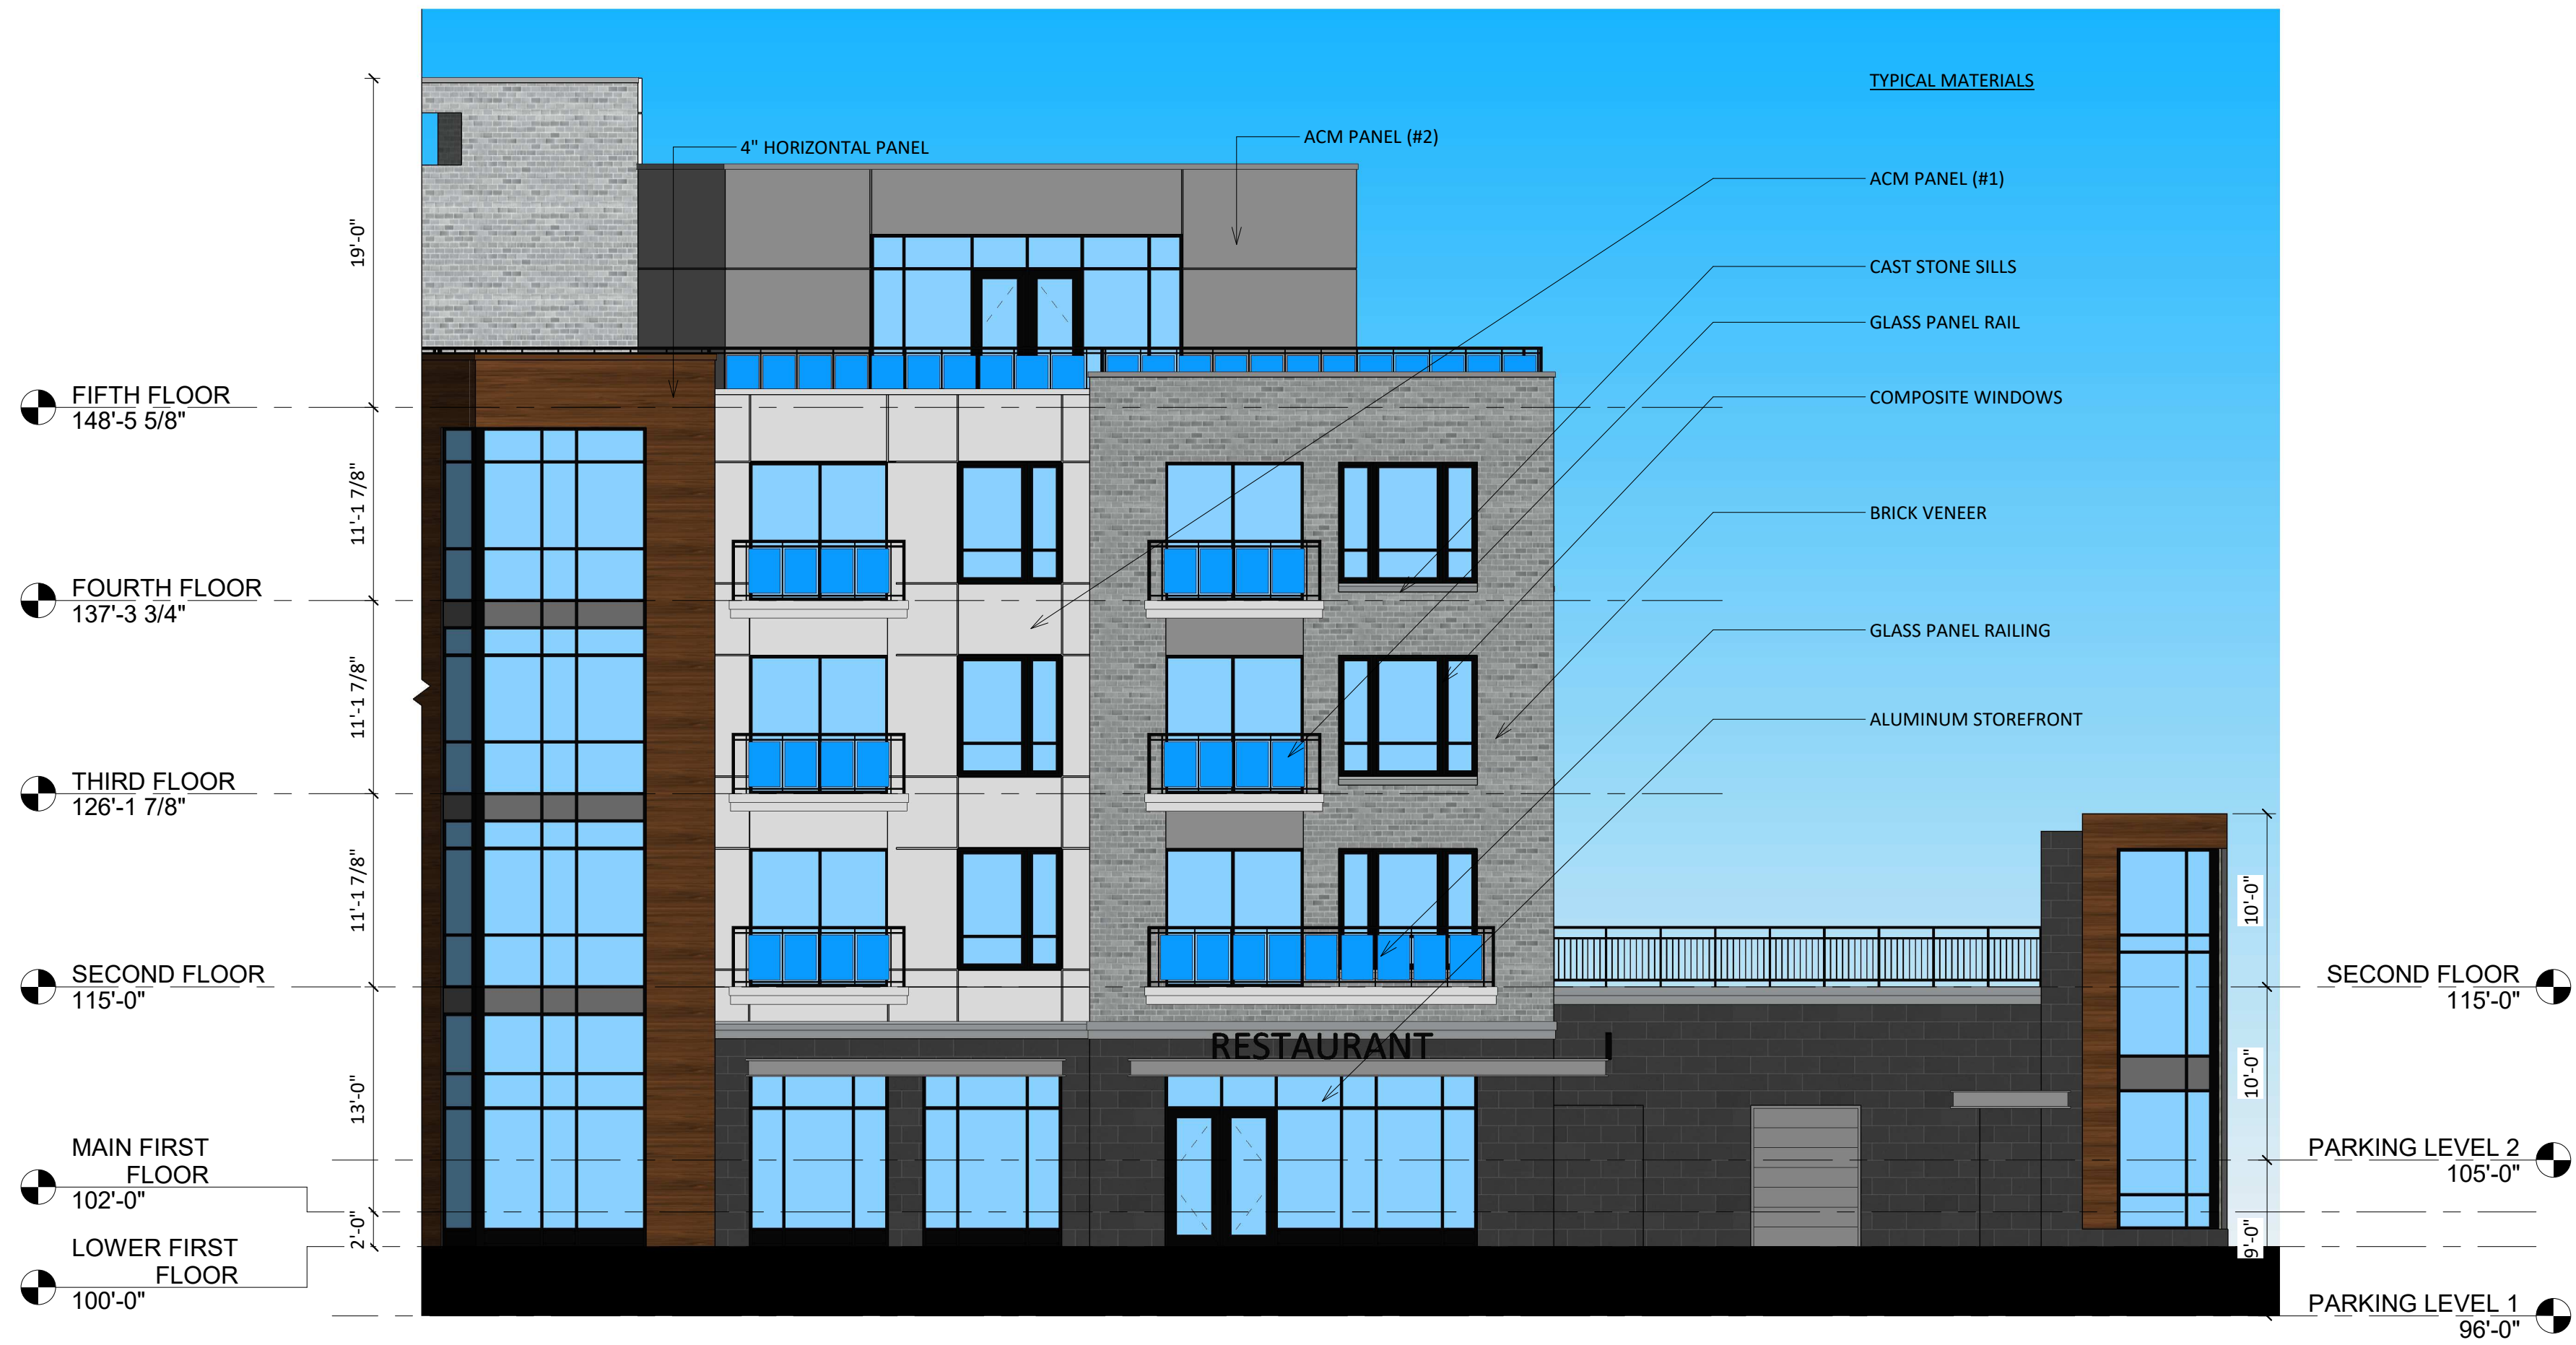 TYPICAL MATERIALS
4" HORIZONTAL PANEL
ACM PANEL (#2)
ACM PANEL (#1)
CAST STONE SILLS
GLASS PANEL RAIL
COMPOSITE WINDOWS
BRICK VENEER
GLASS PANEL RAILING
ALUMINUM STOREFRONT
19'-0"
FIFTH FLOOR
148'-5 5/8"
11'-1 7/8"
FOURTH FLOOR
137'-3 3/4"
11'-1 7/8"
THIRD FLOOR
126'-1 7/8"
11'-1 7/8"
SECOND FLOOR
115'-0"
13'-0"
MAIN FIRST
FLOOR
102'-0"
2'-0"
LOWER FIRST
FLOOR
100'-0"
RESTAURANT
10'-0"
SECOND FLOOR
115'-0"
10'-0"
PARKING LEVEL 2
105'-0"
9'-0"
PARKING LEVEL 1
96'-0"